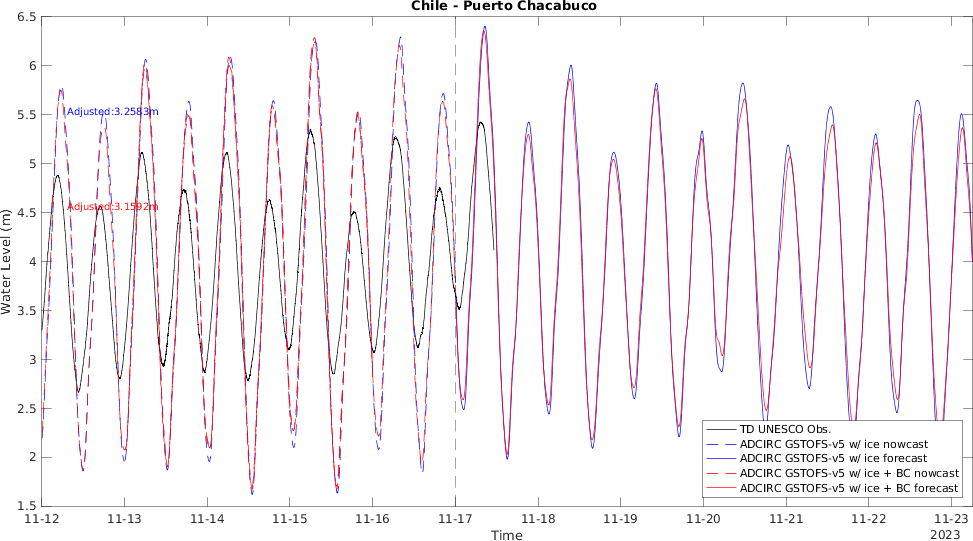 Chile - Puerto Chacabuco
6.5
6
5.5
5
4.5
4
3.5
3
2.5
2
1.5
Water Level (m)
Adjusted:3.2583m
Adjusted:3.1592m
TD UNESCO Obs.
ADCIRC GSTOFS-v5 w/ ice nowcast
ADCIRC GSTOFS-v5 w/ ice forecast
ADCIRC GSTOFS-v5 w/ ice + BC nowcast
ADCIRC GSTOFS-v5 w/ ice + BC forecast
11-12 11-13 11-14 11-15 11-16 11-17 11-18 11-19 11-20 11-21 11-22 11-23
2023
Time